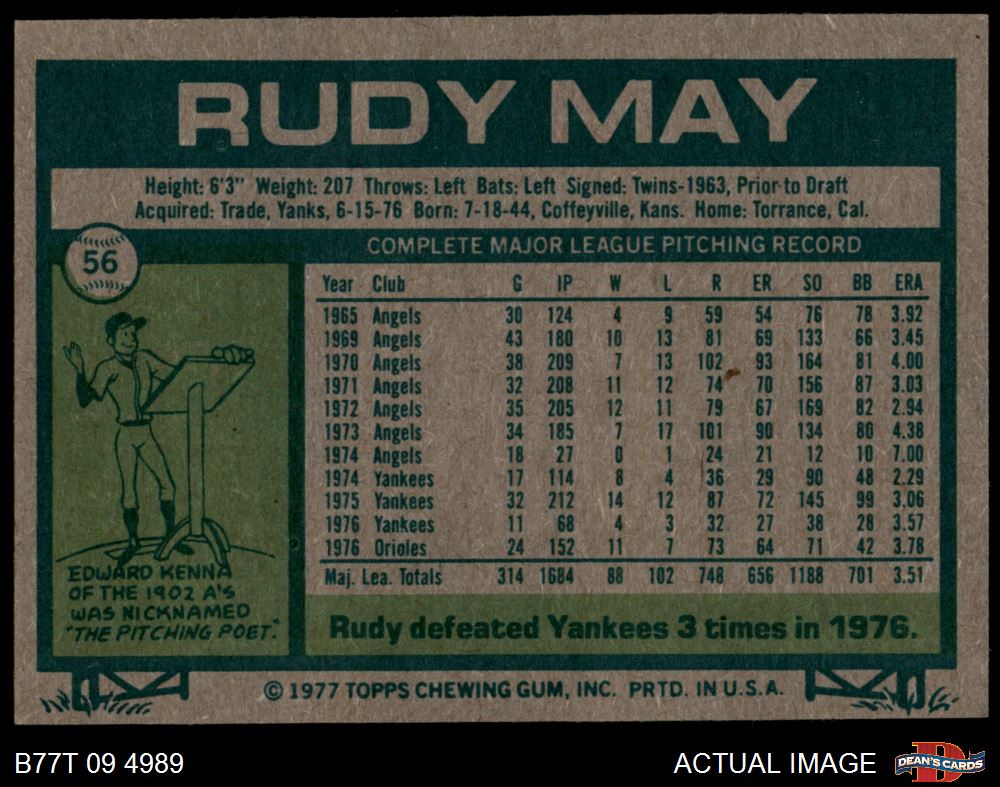 RUDY MAY
Height: 6'3" Weight: 207 Throws: Left Bats: Left Signed: Twins-1963, Prior to Draft
Acquired: Trade, Yanks, 6-15-76 Born: 7-18-44, Coffeyville, Kans. Home: Torrance, Cal.
56
COMPLETE MAJOR LEAGUE PITCHING RECORD
Year Club G IP W L R ER SO BB ERA
1965 Angels 30 124 4 9 59 54 76 78 3.92
1969 Angels 43 180 10 13 81 69 133 66 3.45
1970 Angels 38 209 7 13 102 93 164 81 4.00
1971 Angels 32 208 11 12 74 70 156 87 3.03
1972 Angels 35 205 12 11 79 67 169 82 2.94
1973 Angels 34 185 7 17 101 90 134 80 4.38
1974 Angels 18 27 0 1 24 21 12 10 7.00
1974 Yankees 17 114 8 4 36 29 90 48 2.29
1975 Yankees 32 212 14 12 87 72 145 99 3.06
1976 Yankees 11 68 4 3 32 27 38 28 3.57
1976 Orioles 24 152 11 7 73 64 71 42 3.78
Maj. Lea. Totals 314 1684 88 102 748 656 1188 701 3.51
EDWARD KENNA
OF THE 1902 A'S
WAS NICKNAMED
"THE PITCHING POET."
Rudy defeated Yankees 3 times in 1976.
© 1977 TOPPS CHEWING GUM, INC. PRTD. IN U.S.A.
B77T 09 4989
ACTUAL IMAGE
D
DEAN'S CARDS